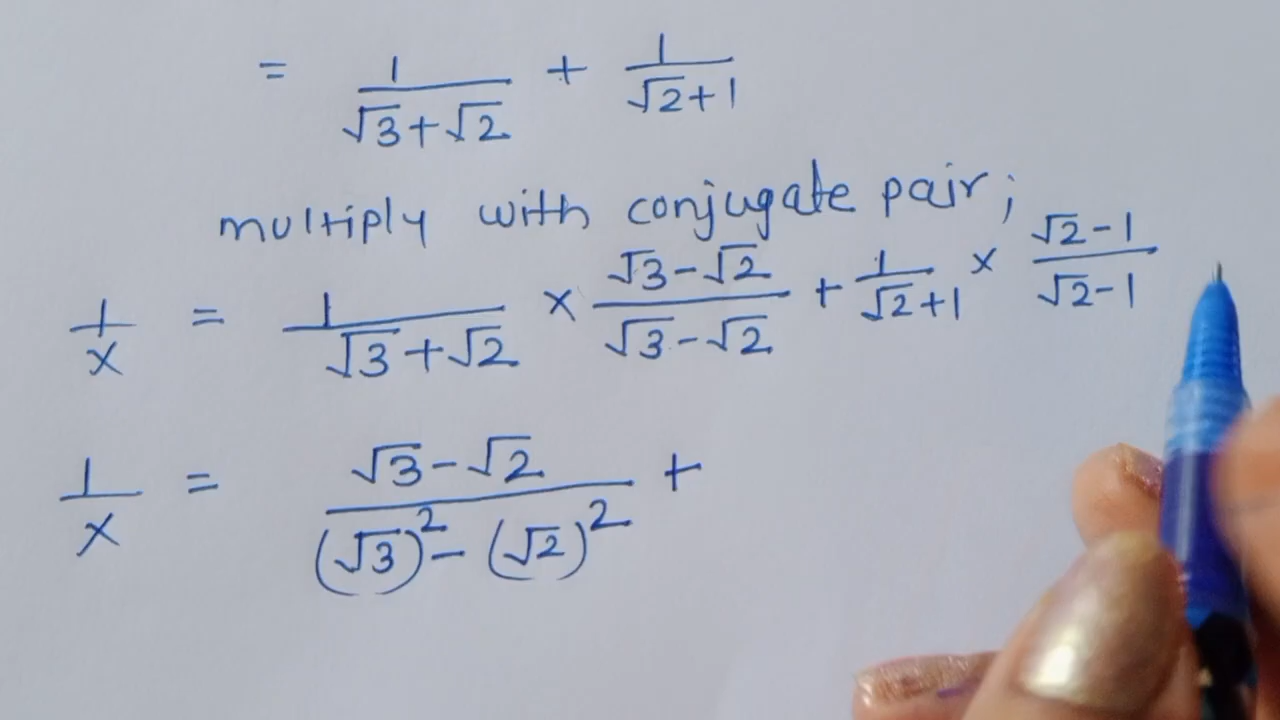 = 1/(√3+√2) + 1/(√2+1)
multiply with conjugate pair;
1/x = 1/(√3+√2) × (√3-√2)/(√3-√2) + 1/(√2+1) × (√2-1)/(√2-1)
1/x = (√3-√2)/((√3)² - (√2)²) +